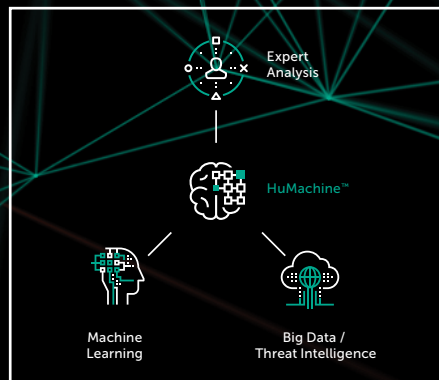 Expert
Analysis
HuMachine™
Machine
Learning
Big Data /
Threat Intelligence